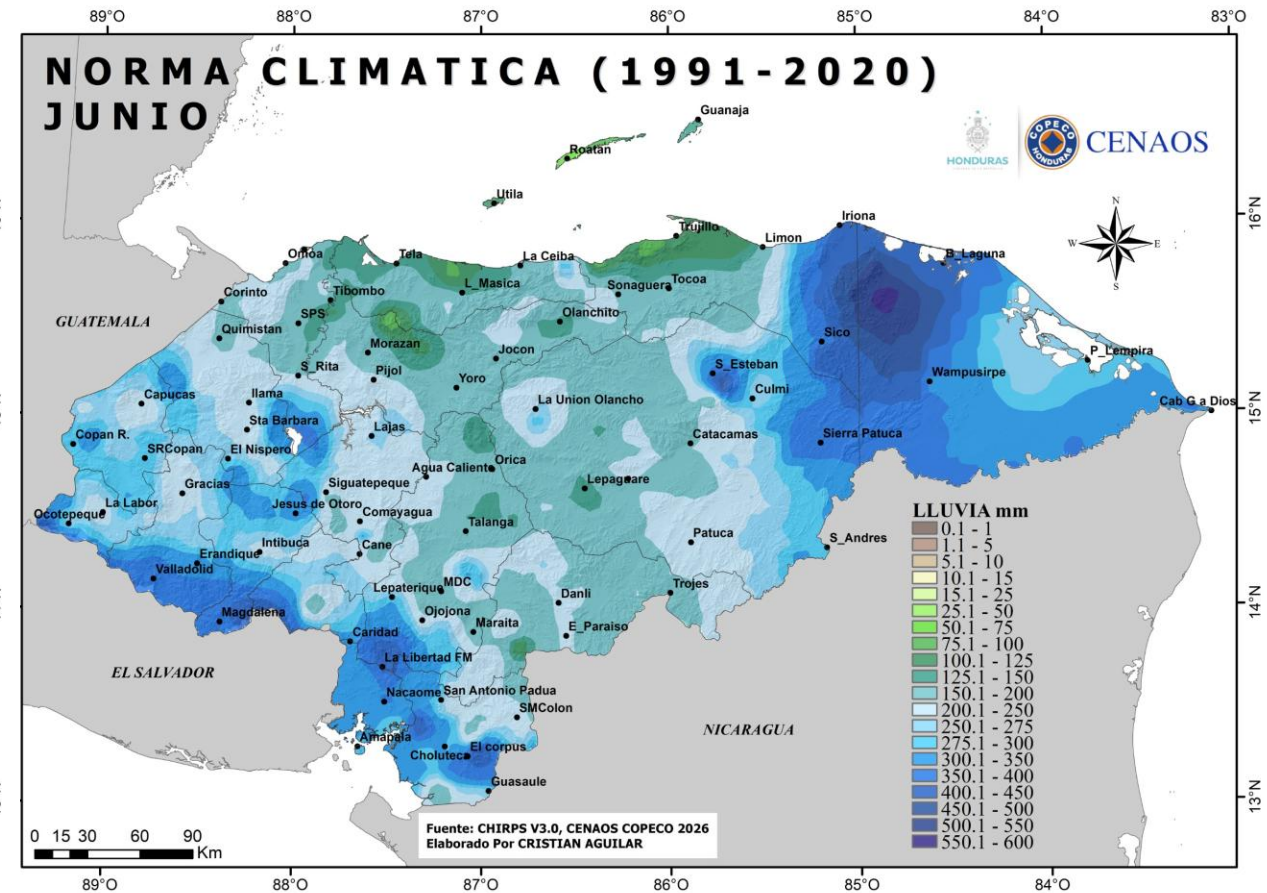 89°O 88°O 87°O 86°O 85°O 84°O 83°O
NORMA CLIMATICA (1991-2020)
JUNIO
HONDURAS
COPECO
HONDURAS
CENAOS
N
W E
S
Guanaja
Roatan
Utila
16°N
Iriona
Trujillo
Limon
Omoa
Tela
La Ceiba
B_Laguna
Corinto
Tibombo
L_Masica
Sonaguera
Tocoa
GUATEMALA
SPS
Olanchito
Quimistan
Morazan
Jocon
Sico
S_Rita
Pijol
Yoro
S_Esteban
P_Lempira
Capucas
Ilama
Culmi
Wampusirpe
La Union Olancho
Cab G a Dios
15°N
Copan R.
Sta Barbara
Lajas
Catacamas
Sierra Patuca
SRCopan
El Nispero
Agua Caliente
Orica
Gracias
Siguatepeque
Lepaguare
La Labor
Jesus de Otoro
Ocotepeque
Comayagua
Talanga
Patuca
S_Andres
Intibuca
Cane
Erandique
Valladolid
MDC
Trojes
Lepaterique
Danli
14°N
Magdalena
Ojojona
Maraita
E_Paraiso
Caridad
La Libertad FM
EL SALVADOR
Nacaome
San Antonio Padua
SMColon
NICARAGUA
Amapala
Choluteca
El corpus
Guasaule
13°N
LLUVIA mm
0.1 - 1
1.1 - 5
5.1 - 10
10.1 - 15
15.1 - 25
25.1 - 50
50.1 - 75
75.1 - 100
100.1 - 125
125.1 - 150
150.1 - 200
200.1 - 250
250.1 - 275
275.1 - 300
300.1 - 350
350.1 - 400
400.1 - 450
450.1 - 500
500.1 - 550
550.1 - 600
0 15 30 60 90
Km
Fuente: CHIRPS V3.0, CENAOS COPECO 2026
Elaborado Por CRISTIAN AGUILAR
89°O 88°O 87°O 86°O 85°O 84°O